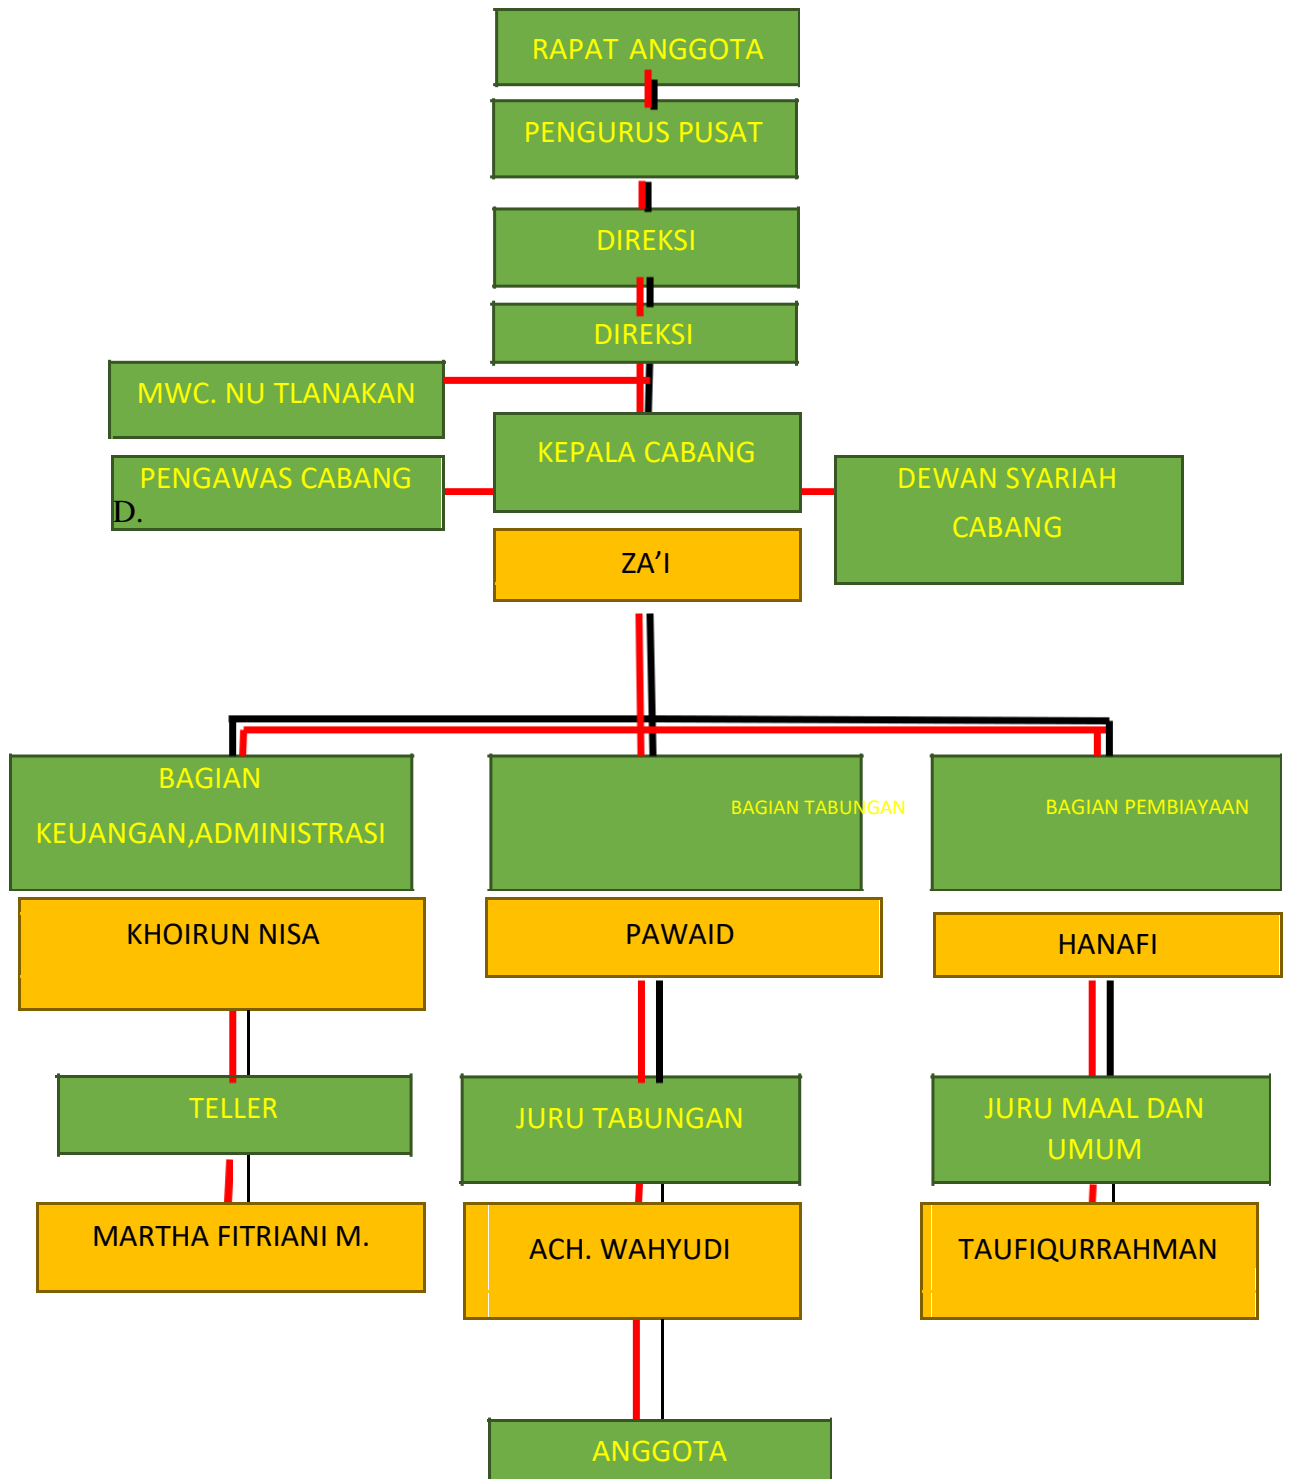 RAPAT ANGGOTA
PENGURUS PUSAT
DIREKSI
DIREKSI
MWC. NU TLANAKAN
KEPALA CABANG
PENGAWAS CABANG
D.
DEWAN SYARIAH
CABANG
ZA’I
BAGIAN
KEUANGAN,ADMINISTRASI
BAGIAN TABUNGAN
BAGIAN PEMBIAYAAN
KHOIRUN NISA
PAWAID
HANAFI
TELLER
JURU TABUNGAN
JURU MAAL DAN
UMUM
MARTHA FITRIANI M.
ACH. WAHYUDI
TAUFIQURRAHMAN
ANGGOTA